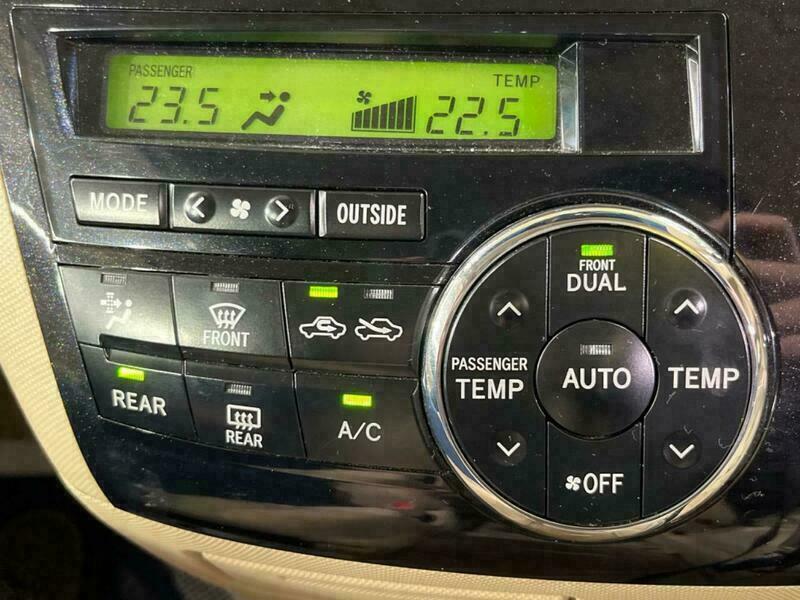 PASSENGER
23.5
TEMP
22.5
MODE
OUTSIDE
FRONT
DUAL
FRONT
PASSENGER
TEMP
AUTO
TEMP
REAR
REAR
A/C
OFF